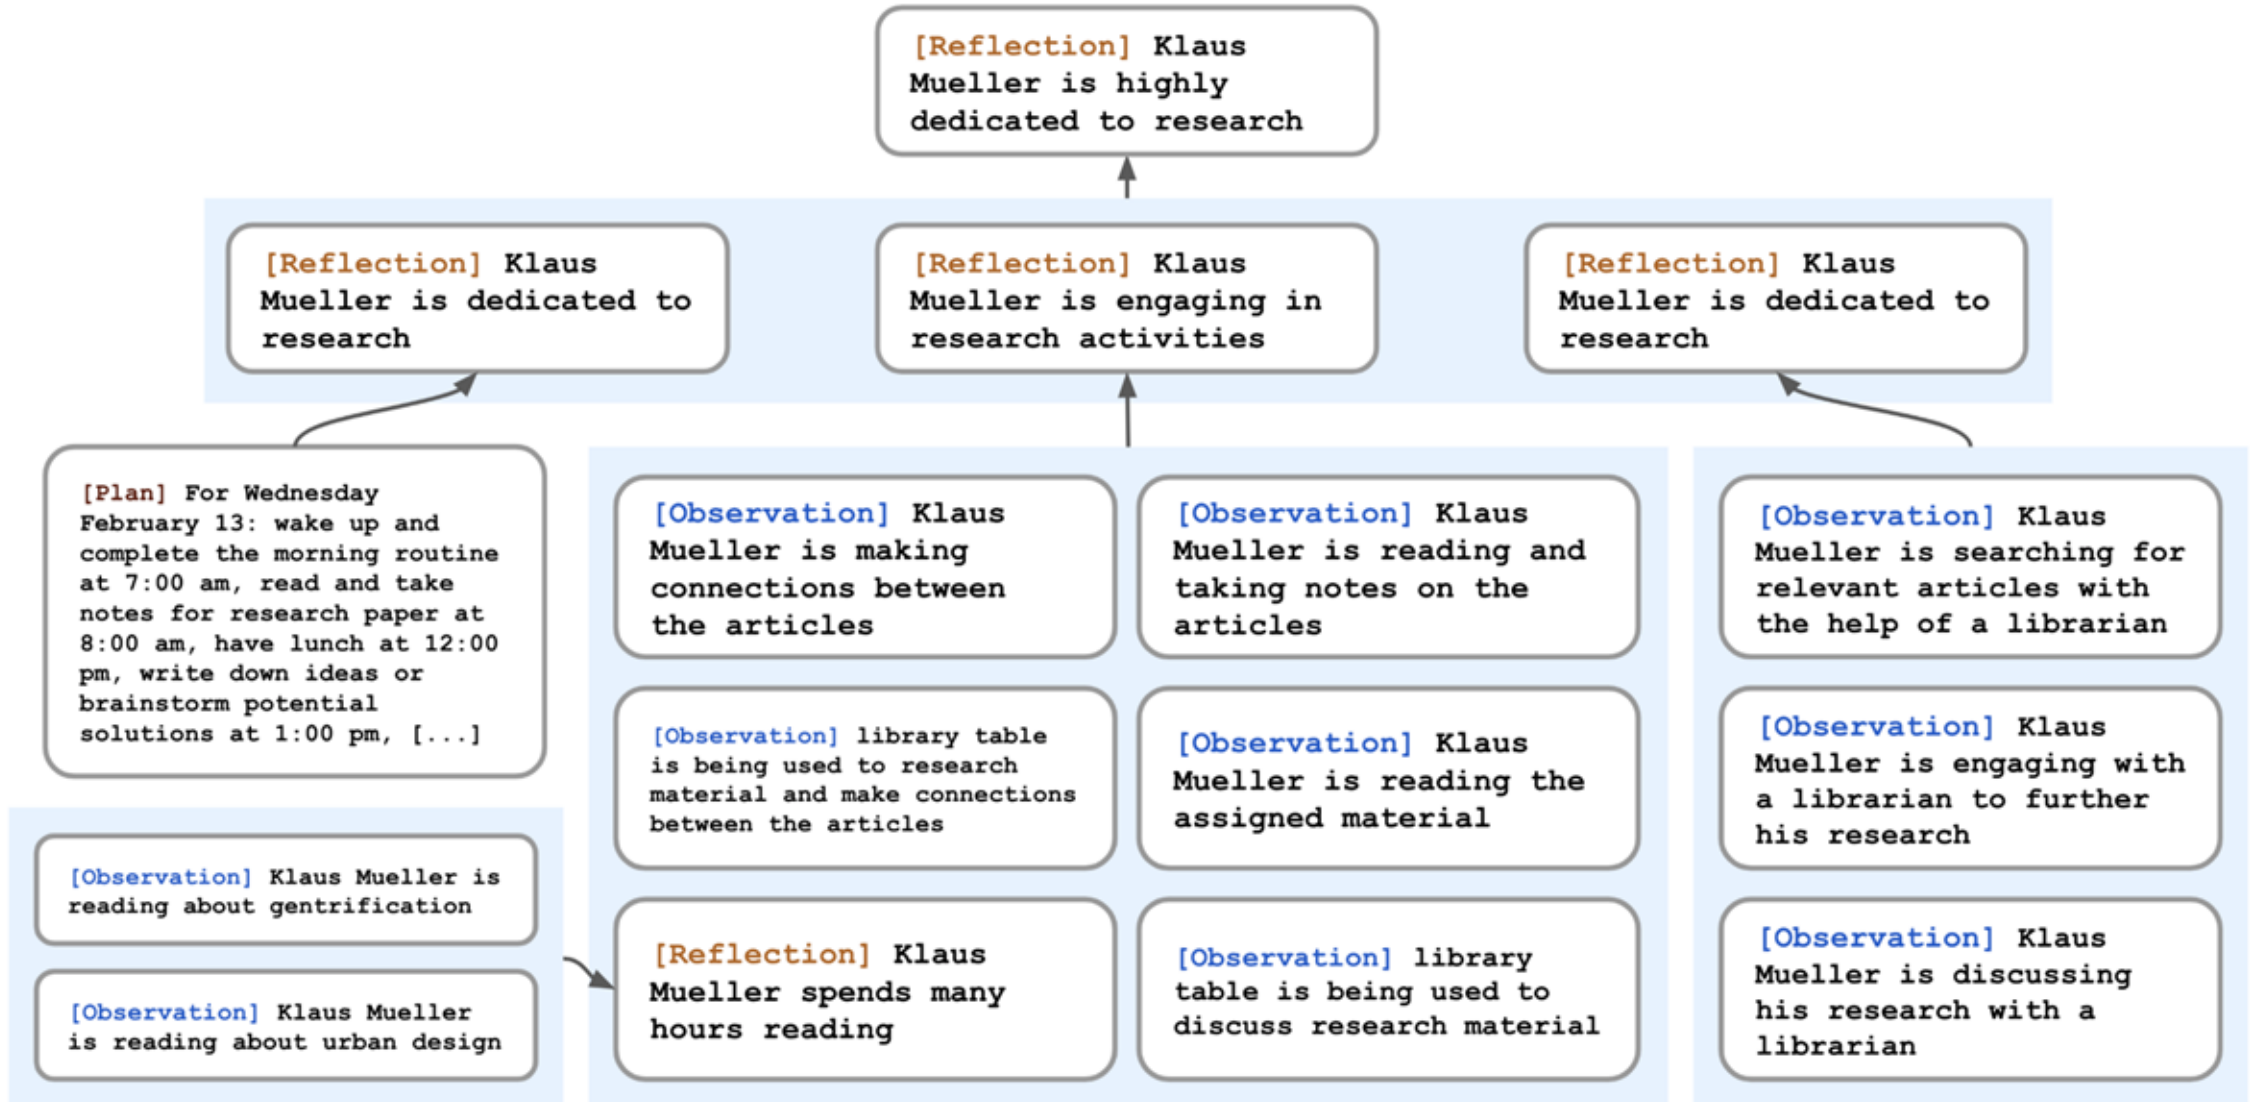 [Reflection] Klaus
Mueller is highly
dedicated to research
[Reflection] Klaus
Mueller is dedicated to
research
[Reflection] Klaus
Mueller is engaging in
research activities
[Reflection] Klaus
Mueller is dedicated to
research
[Plan] For Wednesday
February 13: wake up and
complete the morning routine
at 7:00 am, read and take
notes for research paper at
8:00 am, have lunch at 12:00
pm, write down ideas or
brainstorm potential
solutions at 1:00 pm, [...]
[Observation] Klaus Mueller is
reading about gentrification
[Observation] Klaus Mueller
is reading about urban design
[Observation] Klaus
Mueller is making
connections between
the articles
[Observation] Klaus
Mueller is reading and
taking notes on the
articles
[Observation] library table
is being used to research
material and make connections
between the articles
[Observation] Klaus
Mueller is reading the
assigned material
[Reflection] Klaus
Mueller spends many
hours reading
[Observation] library
table is being used to
discuss research material
[Observation] Klaus
Mueller is searching for
relevant articles with
the help of a librarian
[Observation] Klaus
Mueller is engaging with
a librarian to further
his research
[Observation] Klaus
Mueller is discussing
his research with a
librarian